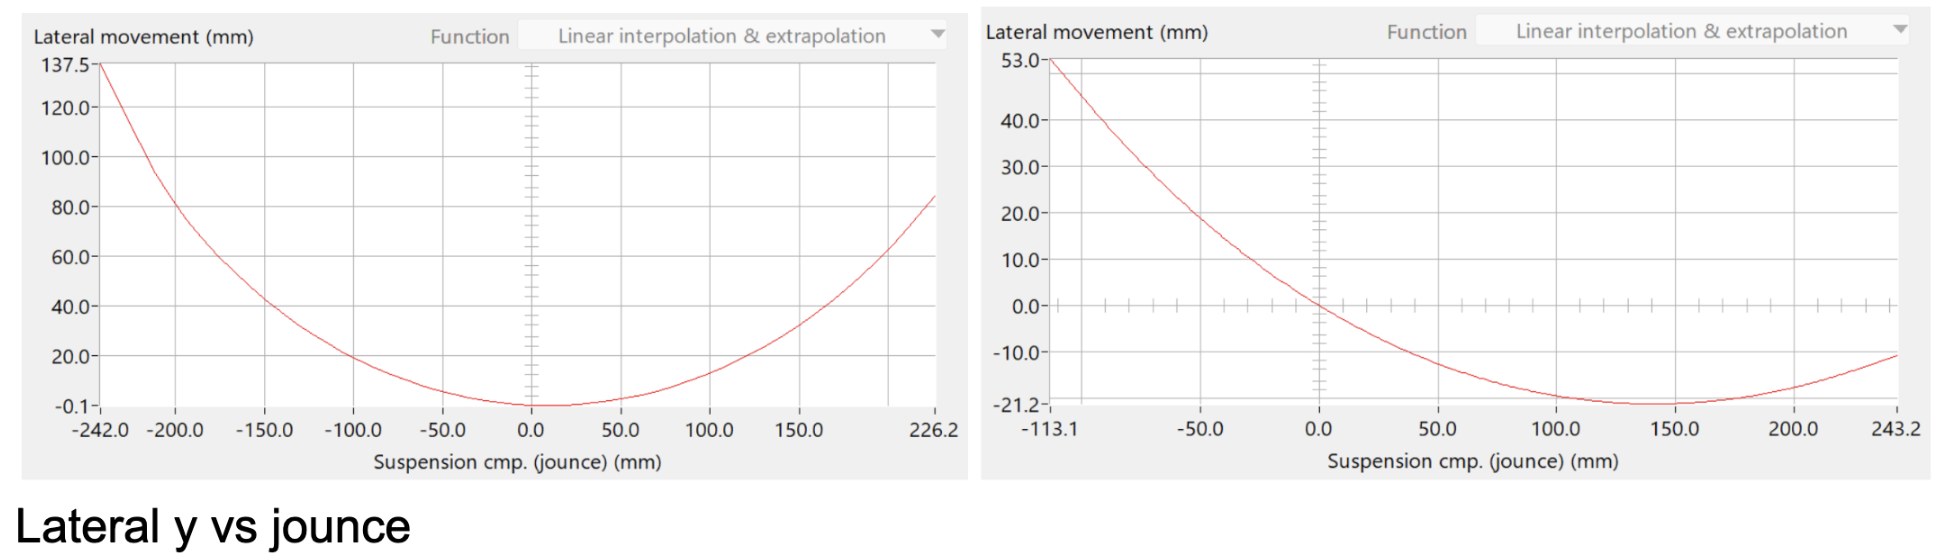 Lateral movement (mm)
Function
Linear interpolation & extrapolation
137.5
120.0
100.0
80.0
60.0
40.0
20.0
-0.1
-242.0 -200.0 -150.0 -100.0 -50.0 0.0 50.0 100.0 150.0 226.2
Suspension cmp. (jounce) (mm)
Lateral movement (mm)
Function
Linear interpolation & extrapolation
53.0
40.0
30.0
20.0
10.0
0.0
-10.0
-21.2
-113.1 -50.0 0.0 50.0 100.0 150.0 200.0 243.2
Suspension cmp. (jounce) (mm)
Lateral y vs jounce